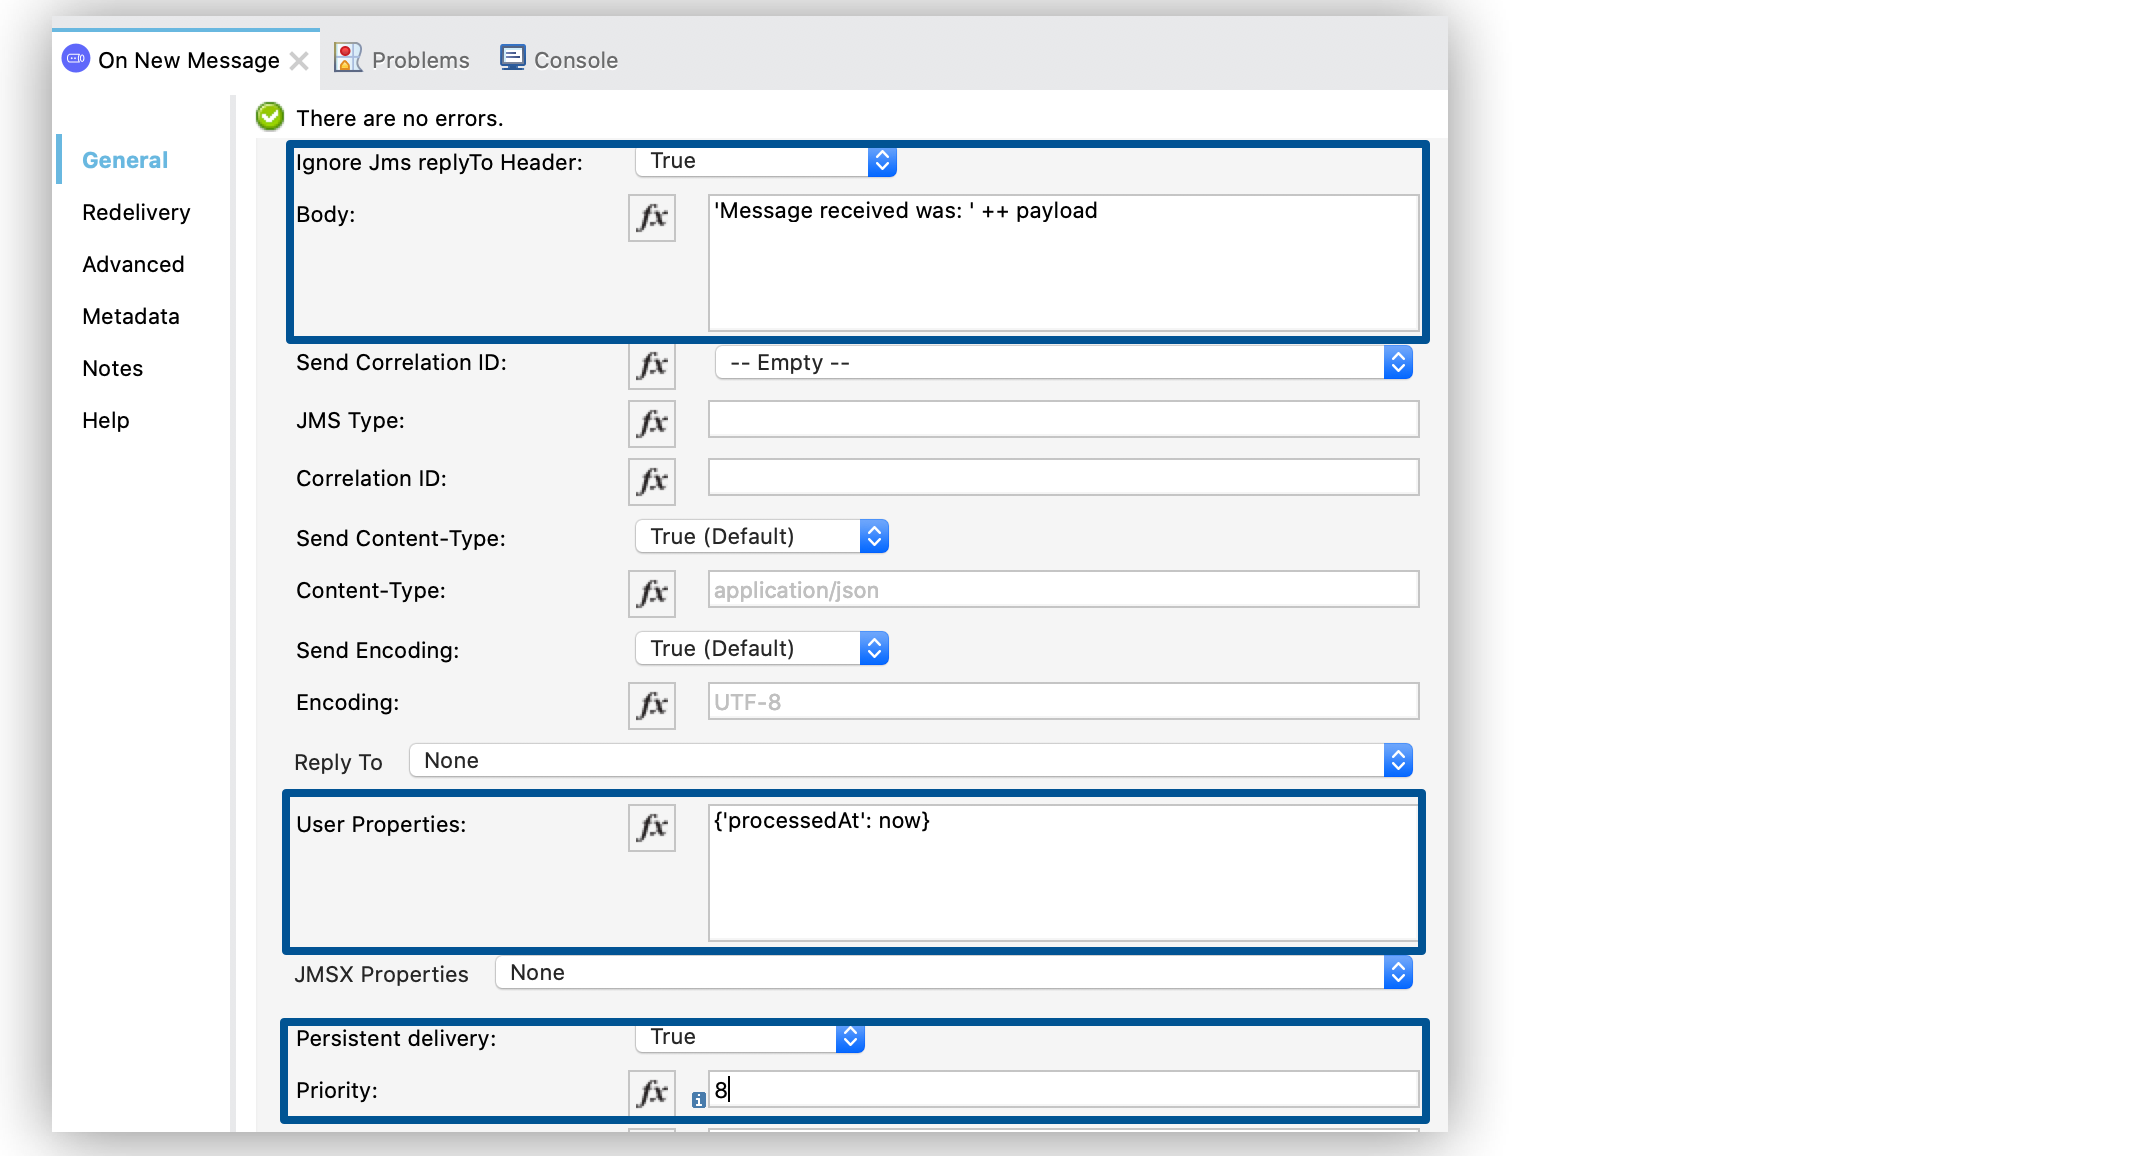 On New Message
Problems
Console
There are no errors.
General
Redelivery
Advanced
Metadata
Notes
Help
Ignore Jms replyTo Header: True
Body: fx 'Message received was: ' ++ payload
Send Correlation ID: fx -- Empty --
JMS Type: fx
Correlation ID: fx
Send Content-Type: True (Default)
Content-Type: fx application/json
Send Encoding: True (Default)
Encoding: fx UTF-8
Reply To None
User Properties: fx {'processedAt': now}
JMSX Properties None
Persistent delivery: True
Priority: fx 8